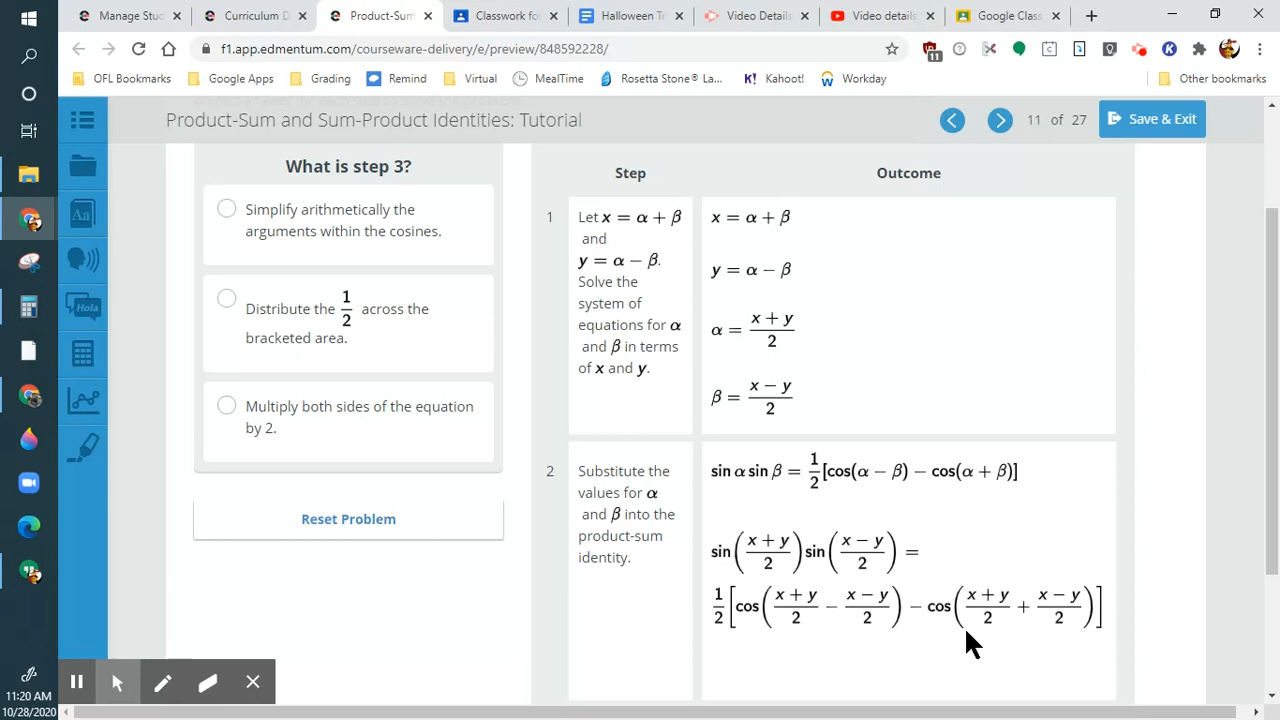 Manage Stud
Curriculum D
Product-Sum
Classwork for
Halloween Tr
Video Details
Video details
Google Class
f1.app.edmentum.com/courseware-delivery/e/preview/848592228/
11
OFL Bookmarks
Google Apps
Grading
Remind
Virtual
MealTime
Rosetta Stone® La...
Kahoot!
Workday
Other bookmarks
Product-Sum and Sum-Product Identities: Tutorial
11 of 27
Save & Exit
What is step 3?
Simplify arithmetically the
arguments within the cosines.
Distribute the 1/2 across the
bracketed area.
Multiply both sides of the equation
by 2.
Reset Problem
Aa
Hola
Step
Outcome
1
Let x = α + β
and
y = α − β.
Solve the
system of
equations for α
and β in terms
of x and y.
x = α + β
y = α − β
α = (x + y)/2
β = (x − y)/2
2
Substitute the
values for α
and β into the
product-sum
identity.
sin α sin β = 1/2[cos(α − β) − cos(α + β)]
sin((x + y)/2)sin((x − y)/2) =
1/2[cos((x + y)/2 − (x − y)/2) − cos((x + y)/2 + (x − y)/2)]
11:20 AM
10/28/2020